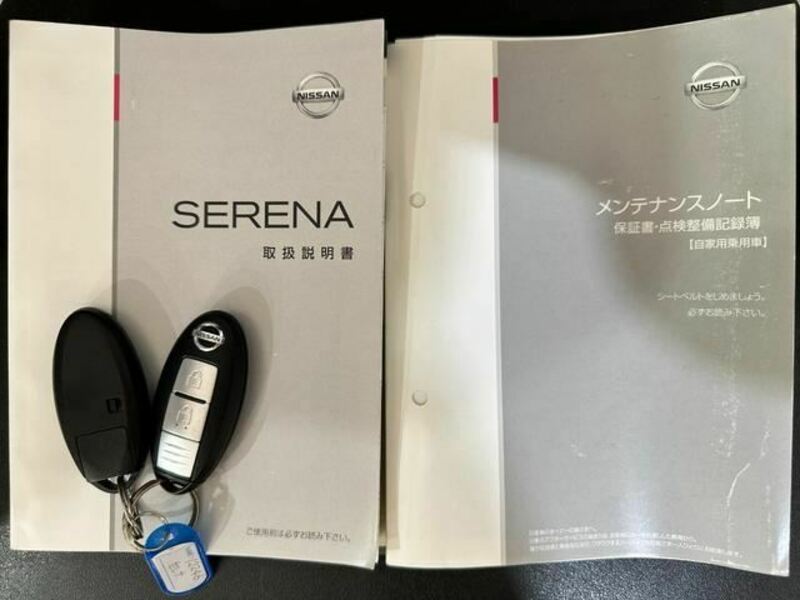 NISSAN
SERENA
取扱説明書
ご使用前は必ずお読み下さい。
NISSAN
メンテナンスノート
保証書・点検整備記録簿
【自家用乗用車】
シートベルトをしめましょう。
必ずお読み下さい。
NISSAN